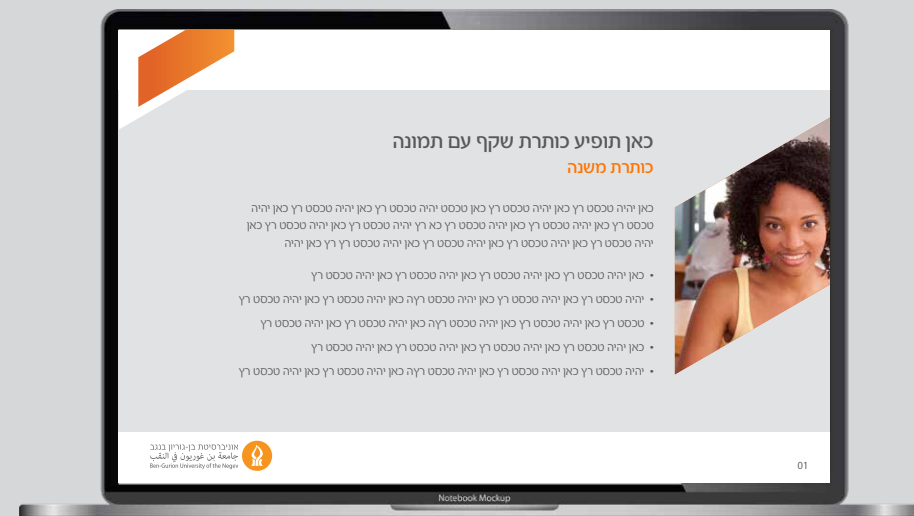 כאן תופיע כותרת שקף עם תמונה
כותרת משנה
כאן יהיה טכסט רץ כאן יהיה טכסט רץ כאן טכסט יהיה טכסט רץ כאן יהיה טכסט רץ כאן יהיה
טכסט רץ כאן יהיה טכסט רץ כאן יהיה טכסט רץ כא רץ יהיה טכסט רץ כאן יהיה טכסט רץ כאן
יהיה טכסט רץ כאן יהיה טכסט רץ כאן יהיה טכסט רץ כאן יהיה טכסט רץ רץ כאן יהיה
• כאן יהיה טכסט רץ כאן יהיה טכסט רץ כאן יהיה טכסט רץ כאן יהיה טכסט רץ
• יהיה טכסט רץ כאן יהיה טכסט רץ כאן יהיה טכסט רץה כאן יהיה טכסט רץ כאן יהיה טכסט רץ
• טכסט רץ כאן יהיה טכסט רץ כאן יהיה טכסט רץה כאן יהיה טכסט רץ כאן יהיה טכסט רץ
• כאן יהיה טכסט רץ כאן יהיה טכסט רץ כאן יהיה טכסט רץ כאן יהיה טכסט רץ
• יהיה טכסט רץ כאן יהיה טכסט רץ כאן יהיה טכסט רץה כאן יהיה טכסט רץ כאן יהיה טכסט רץ
אוניברסיטת בן-גוריון בנגב
جامعة بن غوريون في النقب
Ben-Gurion University of the Negev
01
Notebook Mockup